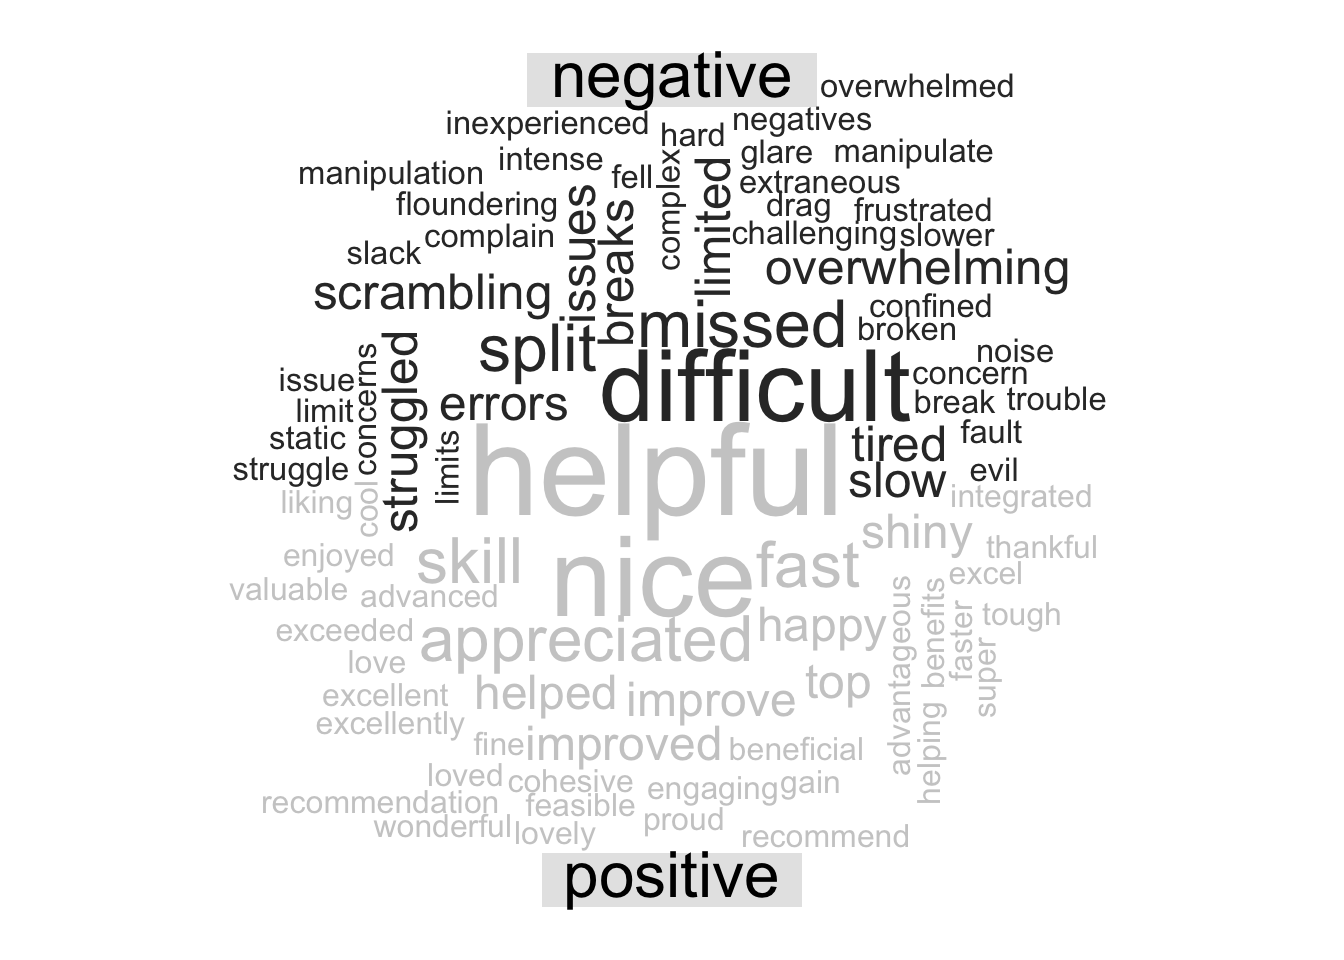 negative
overwhelmed
inexperienced
hard
negatives
manipulation
intense
fell
complex
limited
glare
manipulate
extraneous
floundering
issues
breaks
drag
frustrated
slack
complain
challenging
slower
scrambling
overwhelming
split
missed
confined
broken
noise
issue
concerns
struggled
errors
difficult
concern
limit
break
trouble
static
limits
tired
fault
struggle
slow
evil
helpful
liking
cool
integrated
enjoyed
skill
nice
fast
shiny
thankful
valuable
advanced
excel
exceeded
appreciated
happy
advantageous
benefits
faster
tough
love
super
excellent
helped
improve
top
excellently
helping
fine
improved
beneficial
loved
cohesive
engaging
gain
recommendation
feasible
wonderful
lovely
proud
recommend
positive